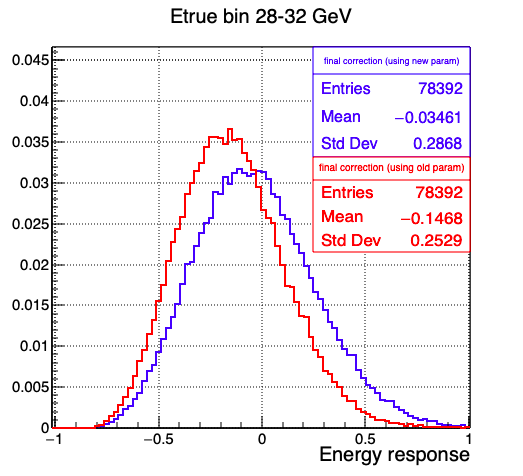 Etrue bin 28-32 GeV
final correction (using new param)
Entries 78392
Mean −0.03461
Std Dev 0.2868
final correction (using old param)
Entries 78392
Mean −0.1468
Std Dev 0.2529
0.045
0.04
0.035
0.03
0.025
0.02
0.015
0.01
0.005
0
−1 −0.5 0 0.5 1
Energy response